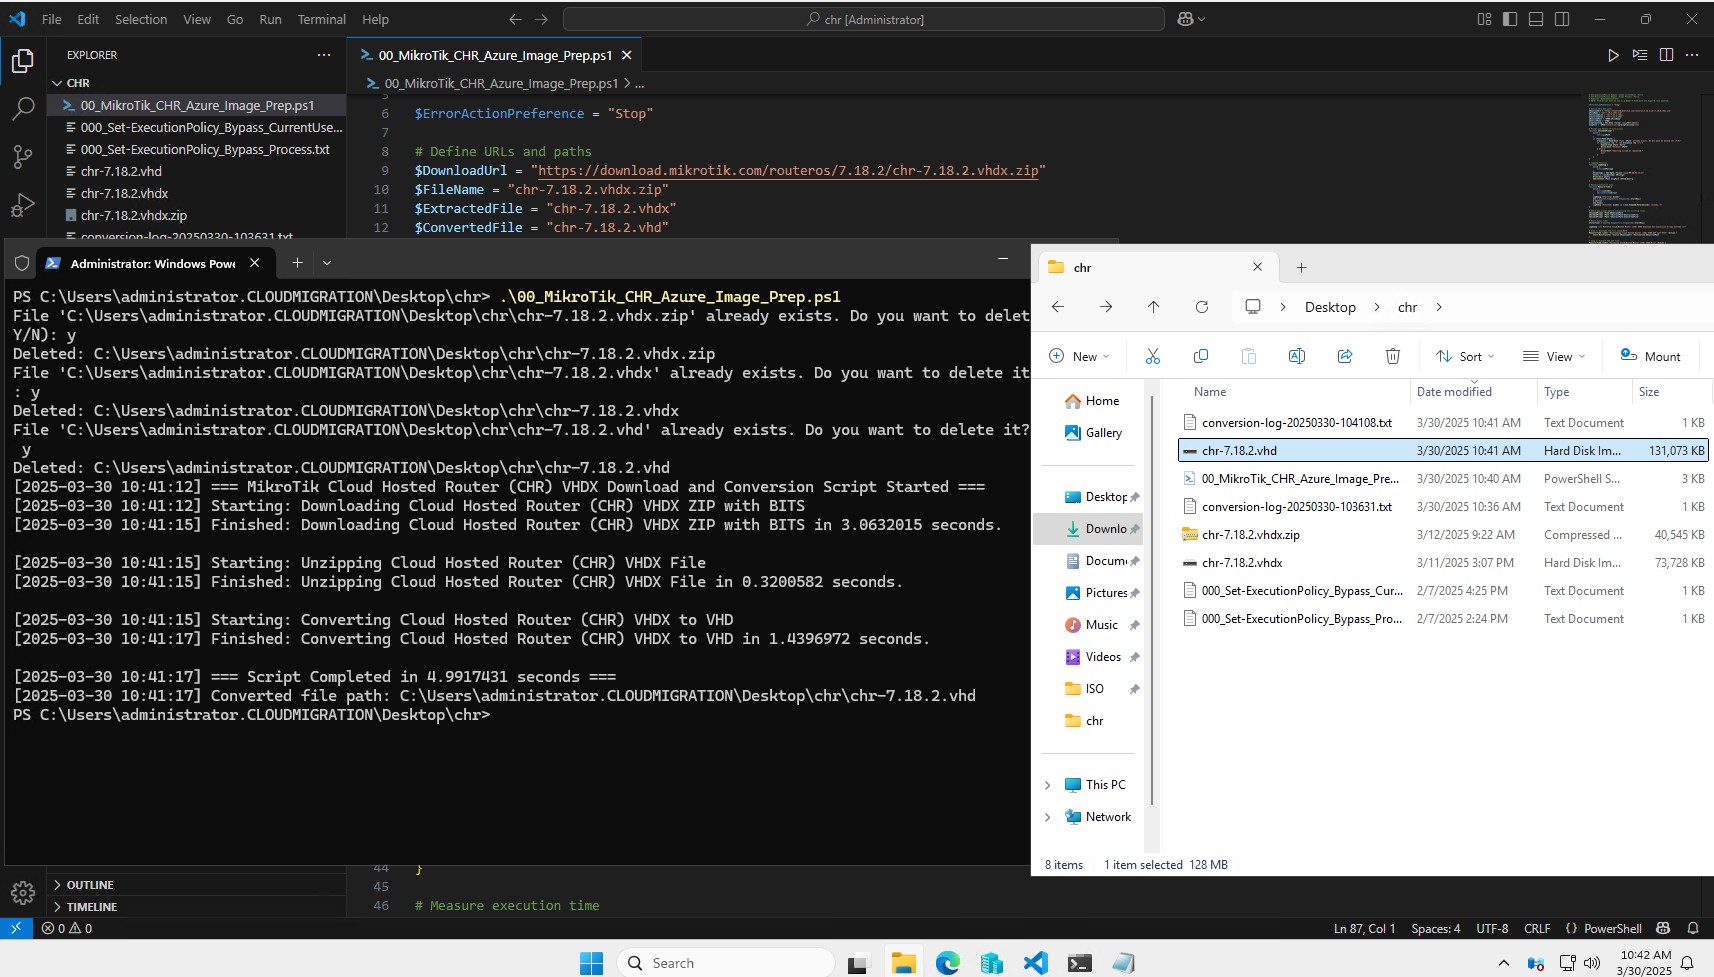 File Edit Selection View Go Run Terminal Help
chr [Administrator]
EXPLORER
CHR
00_MikroTik_CHR_Azure_Image_Prep.ps1
000_Set-ExecutionPolicy_Bypass_CurrentUse...
000_Set-ExecutionPolicy_Bypass_Process.txt
chr-7.18.2.vhd
chr-7.18.2.vhdx
chr-7.18.2.vhdx.zip
conversion-log-20250330-103631.txt
00_MikroTik_CHR_Azure_Image_Prep.ps1
00_MikroTik_CHR_Azure_Image_Prep.ps1 > ...
5
6 $ErrorActionPreference = "Stop"
7
8 # Define URLs and paths
9 $DownloadUrl = "https://download.mikrotik.com/routeros/7.18.2/chr-7.18.2.vhdx.zip"
10 $FileName = "chr-7.18.2.vhdx.zip"
11 $ExtractedFile = "chr-7.18.2.vhdx"
12 $ConvertedFile = "chr-7.18.2.vhd"
Administrator: Windows Powe
PS C:\Users\administrator.CLOUDMIGRATION\Desktop\chr> .\00_MikroTik_CHR_Azure_Image_Prep.ps1
File 'C:\Users\administrator.CLOUDMIGRATION\Desktop\chr\chr-7.18.2.vhdx.zip' already exists. Do you want to delet
Y/N): y
Deleted: C:\Users\administrator.CLOUDMIGRATION\Desktop\chr\chr-7.18.2.vhdx.zip
File 'C:\Users\administrator.CLOUDMIGRATION\Desktop\chr\chr-7.18.2.vhdx' already exists. Do you want to delete it
: y
Deleted: C:\Users\administrator.CLOUDMIGRATION\Desktop\chr\chr-7.18.2.vhdx
File 'C:\Users\administrator.CLOUDMIGRATION\Desktop\chr\chr-7.18.2.vhd' already exists. Do you want to delete it?
y
Deleted: C:\Users\administrator.CLOUDMIGRATION\Desktop\chr\chr-7.18.2.vhd
[2025-03-30 10:41:12] === MikroTik Cloud Hosted Router (CHR) VHDX Download and Conversion Script Started ===
[2025-03-30 10:41:12] Starting: Downloading Cloud Hosted Router (CHR) VHDX ZIP with BITS
[2025-03-30 10:41:15] Finished: Downloading Cloud Hosted Router (CHR) VHDX ZIP with BITS in 3.0632015 seconds.
[2025-03-30 10:41:15] Starting: Unzipping Cloud Hosted Router (CHR) VHDX File
[2025-03-30 10:41:15] Finished: Unzipping Cloud Hosted Router (CHR) VHDX File in 0.3200582 seconds.
[2025-03-30 10:41:15] Starting: Converting Cloud Hosted Router (CHR) VHDX to VHD
[2025-03-30 10:41:17] Finished: Converting Cloud Hosted Router (CHR) VHDX to VHD in 1.4396972 seconds.
[2025-03-30 10:41:17] === Script Completed in 4.9917431 seconds ===
[2025-03-30 10:41:17] Converted file path: C:\Users\administrator.CLOUDMIGRATION\Desktop\chr\chr-7.18.2.vhd
PS C:\Users\administrator.CLOUDMIGRATION\Desktop\chr>
chr
Desktop > chr >
New Sort View Mount
Name Date modified Type Size
conversion-log-20250330-104108.txt 3/30/2025 10:41 AM Text Document 1 KB
chr-7.18.2.vhd 3/30/2025 10:41 AM Hard Disk Im... 131,073 KB
00_MikroTik_CHR_Azure_Image_Pre... 3/30/2025 10:40 AM PowerShell S... 3 KB
conversion-log-20250330-103631.txt 3/30/2025 10:36 AM Text Document 1 KB
chr-7.18.2.vhdx.zip 3/12/2025 9:22 AM Compressed ... 40,545 KB
chr-7.18.2.vhdx 3/11/2025 3:07 PM Hard Disk Im... 73,728 KB
000_Set-ExecutionPolicy_Bypass_Cur... 2/7/2025 4:25 PM Text Document 1 KB
000_Set-ExecutionPolicy_Bypass_Pro... 2/7/2025 2:24 PM Text Document 1 KB
Home
Gallery
Desktop
Downlo
Docume
Pictures
Music
Videos
ISO
chr
This PC
Network
8 items 1 item selected 128 MB
44 }
45
46 # Measure execution time
OUTLINE
TIMELINE
0 0
Ln 87, Col 1 Spaces: 4 UTF-8 CRLF {} PowerShell
Search
10:42 AM
3/30/2025